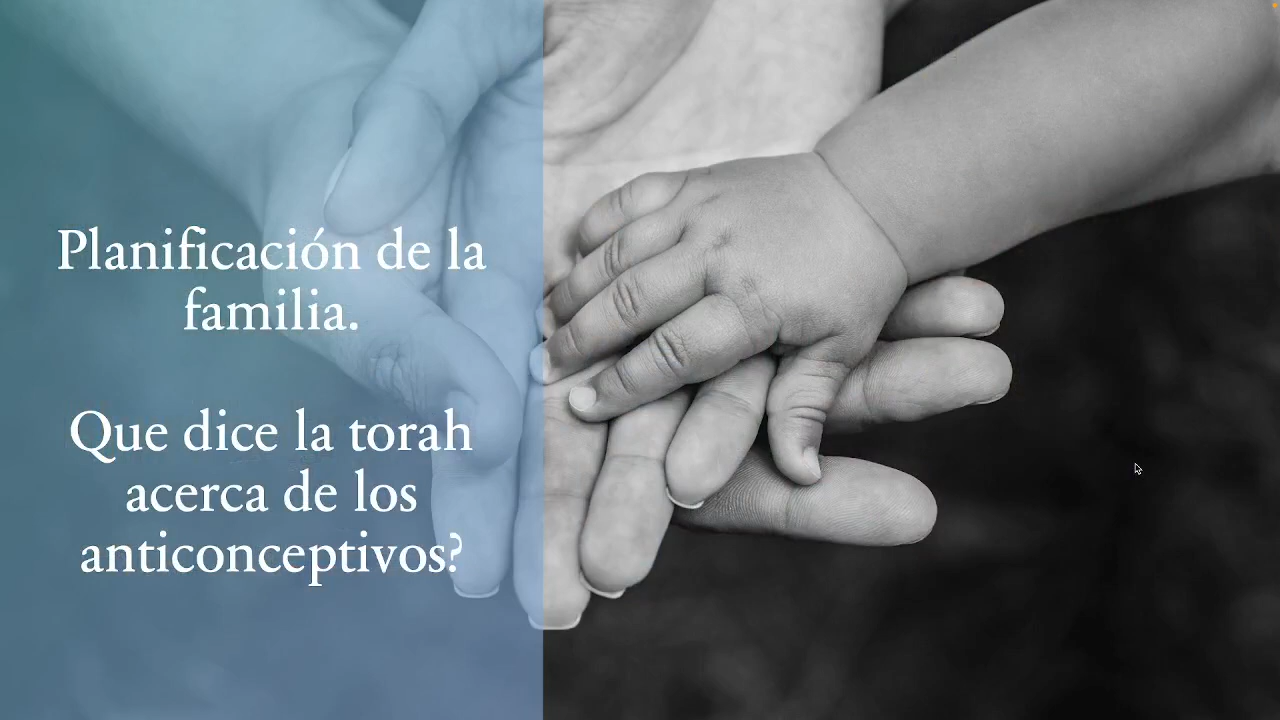 Planificación de la
familia.
Que dice la torah
acerca de los
anticonceptivos?